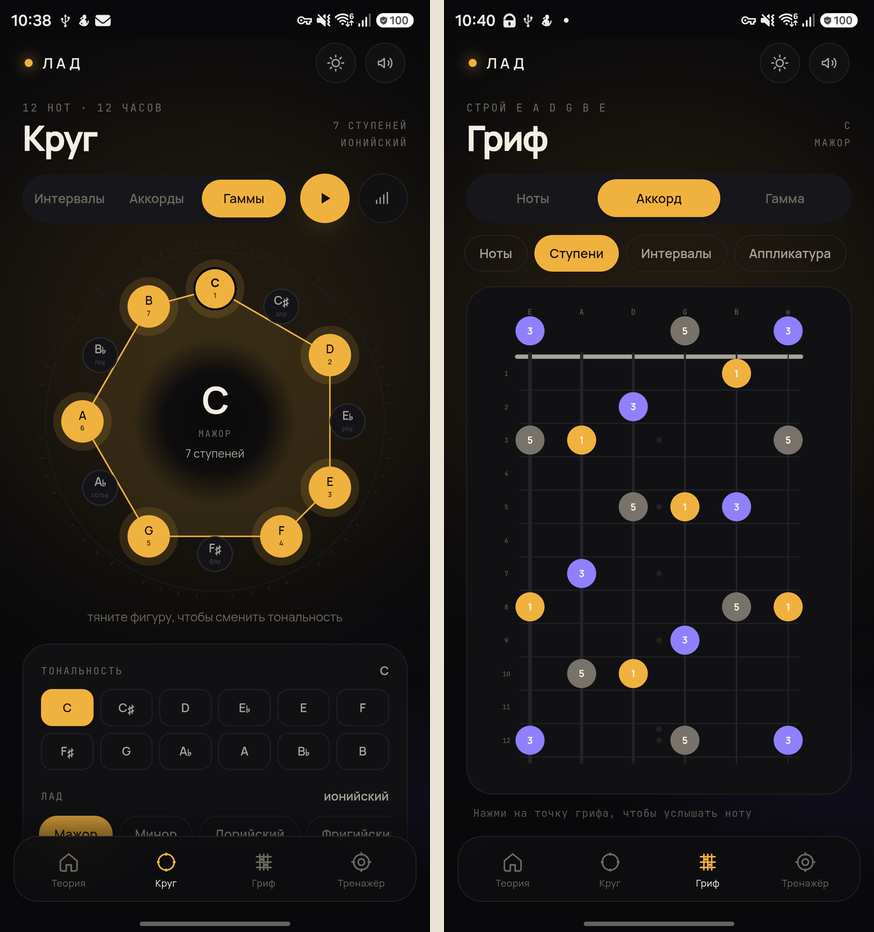 10:38
6
100
ЛАД
12 НОТ · 12 ЧАСОВ
Круг
7 СТУПЕНЕЙ
ИОНИЙСКИЙ
Интервалы Аккорды Гаммы
C
1
B
7
C♯
D
2
B♭
A
6
E♭
C
МАЖОР
7 ступеней
A♭
E
3
G
5
F
4
F♯
тяните фигуру, чтобы сменить тональность
ТОНАЛЬНОСТЬ C
C C♯ D E♭ E F
F♯ G A♭ A B♭ B
ЛАД ионийский
Мажор Минор Дорийский Фригийски
Теория Круг Гриф Тренажёр
10:40
6
100
ЛАД
СТРОЙ E A D G B E
Гриф
C
МАЖОР
Ноты Аккорд Гамма
Ноты Ступени Интервалы Аппликатура
E A D G B e
3 5 3
1 1
2 3
3 5 1 5
4
5 5 1 3
6
7 3
8 1 5 1
9 3
10 5 1
11
12 3 5 3
Нажми на точку грифа, чтобы услышать ноту
Теория Круг Гриф Тренажёр